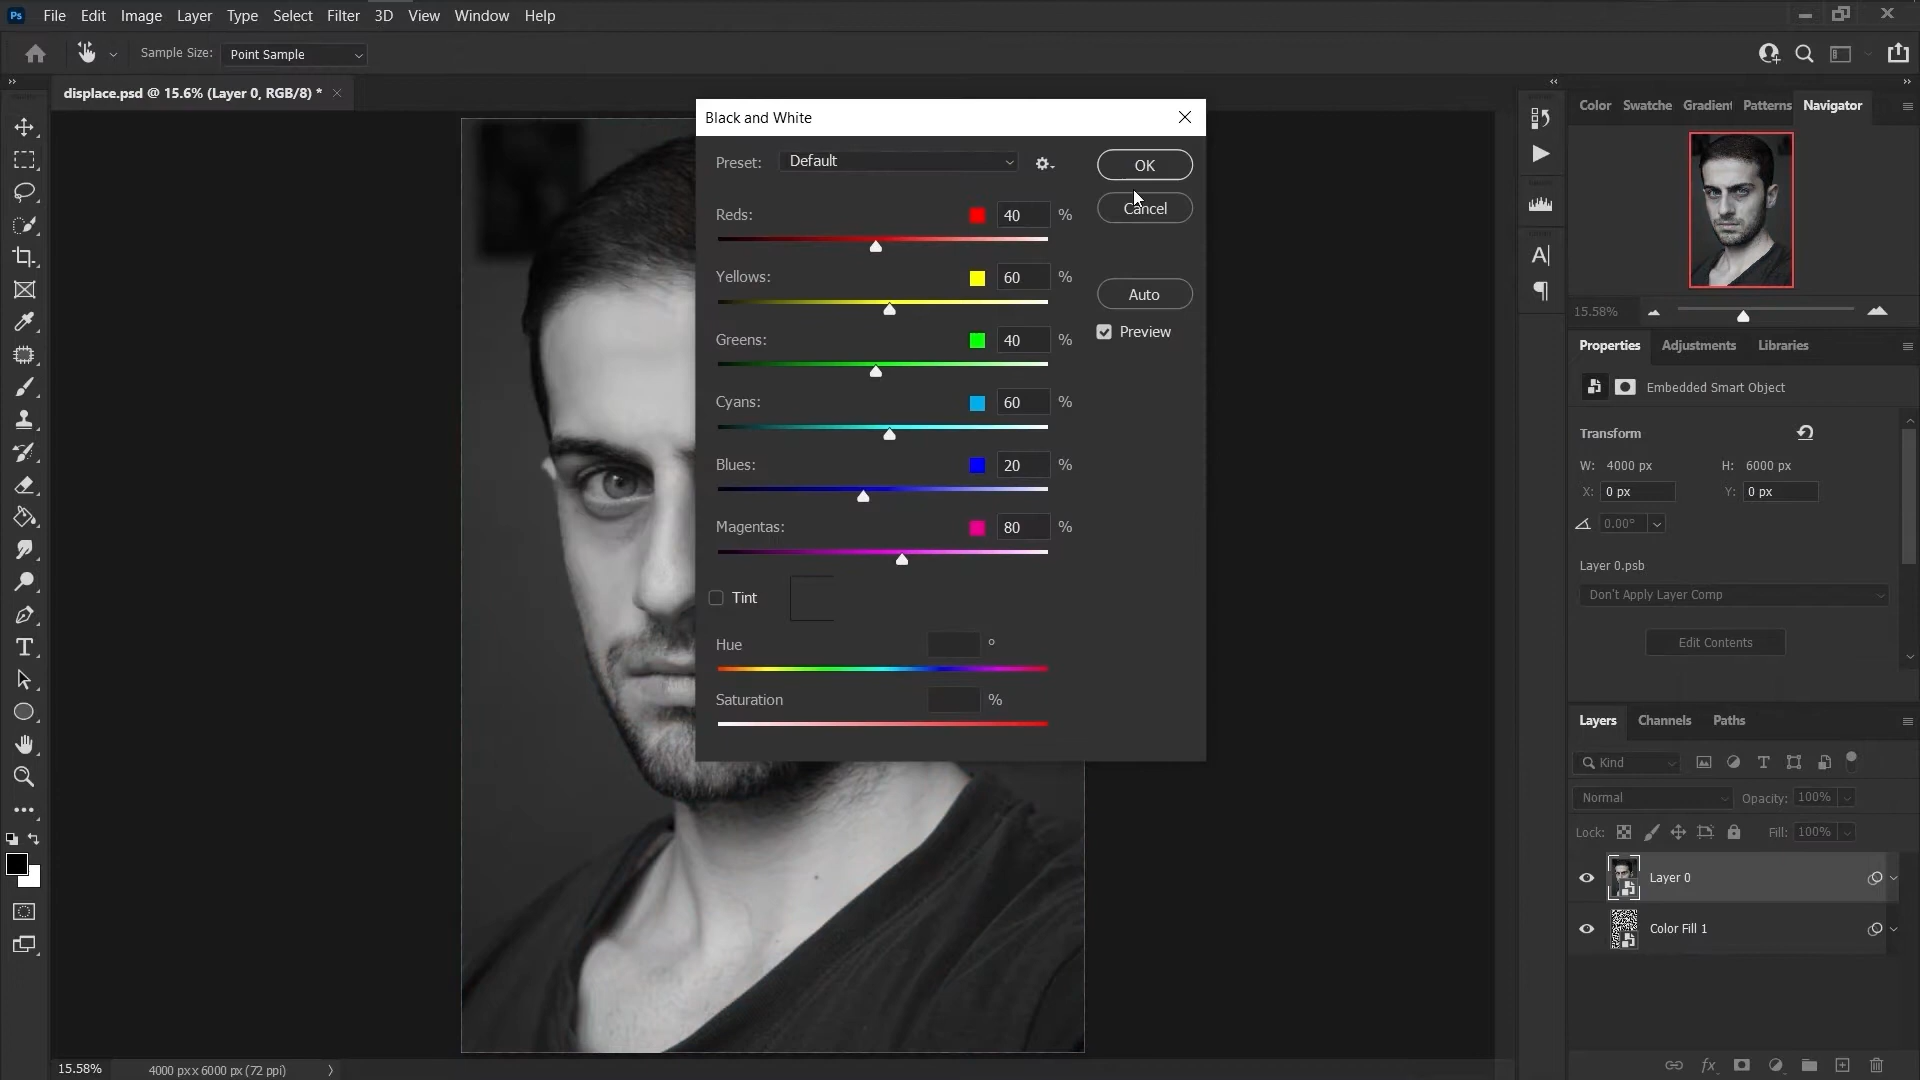 Ps File Edit Image Layer Type Select Filter 3D View Window Help
Sample Size: Point Sample
displace.psd @ 15.6% (Layer 0, RGB/8) *
Black and White
Preset: Default
OK
Cancel
Auto
Preview
Reds: 40 %
Yellows: 60 %
Greens: 40 %
Cyans: 60 %
Blues: 20 %
Magentas: 80 %
Tint
Hue °
Saturation %
Color Swatche Gradient Patterns Navigator
15.58%
Properties Adjustments Libraries
Embedded Smart Object
Transform
W: 4000 px H: 6000 px
X: 0 px Y: 0 px
0.00°
Layer 0.psb
Don't Apply Layer Comp
Edit Contents
Layers Channels Paths
Kind
Normal Opacity: 100%
Lock: Fill: 100%
Layer 0
Color Fill 1
15.58% 4000 px x 6000 px (72 ppi)